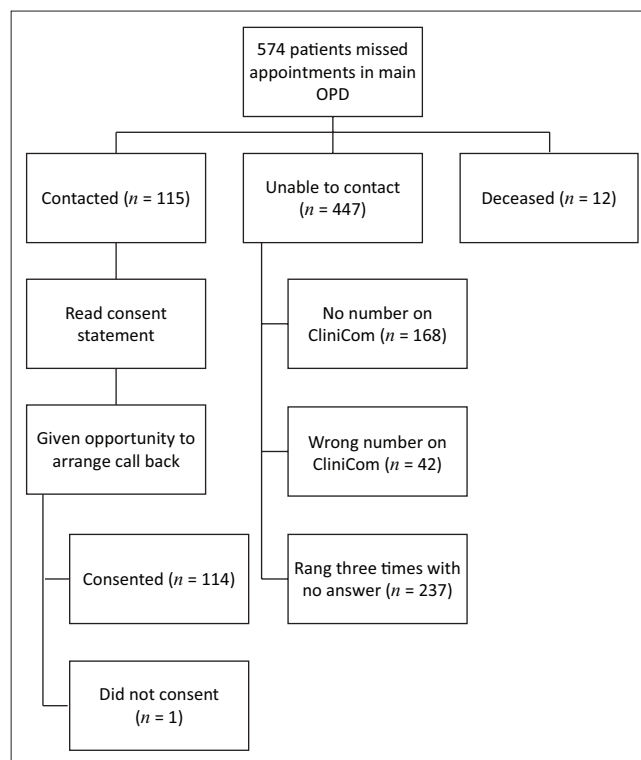 574 patients missed
appointments in main
OPD
Contacted (n = 115)
Unable to contact
(n = 447)
Deceased (n = 12)
Read consent
statement
No number on
CliniCom (n = 168)
Given opportunity to
arrange call back
Wrong number on
CliniCom (n = 42)
Consented (n = 114)
Rang three times with
no answer (n = 237)
Did not consent
(n = 1)